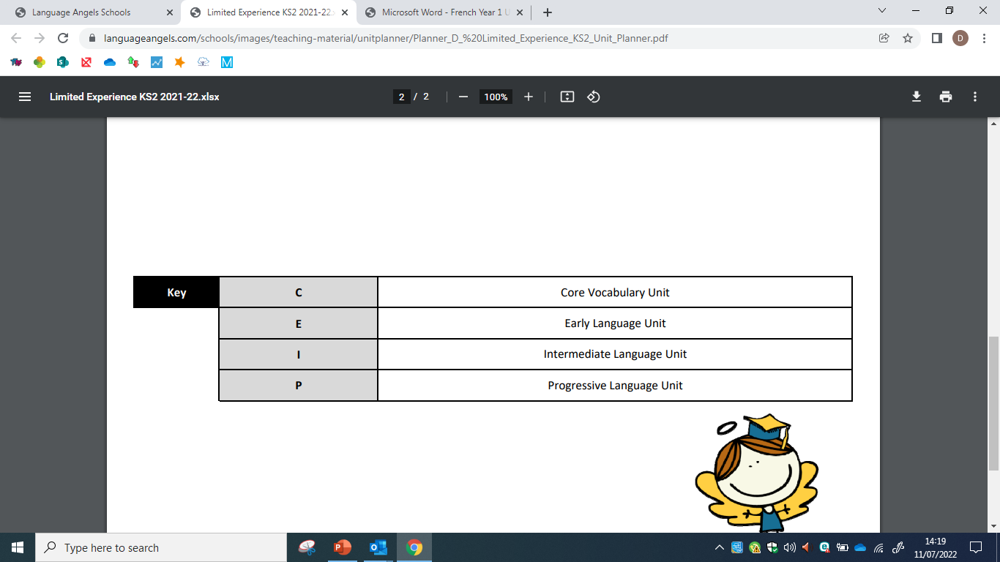 Language Angels Schools
Limited Experience KS2 2021-22
Microsoft Word - French Year 1 U
languageangels.com/schools/images/teaching-material/unitplanner/Planner_D_%20Limited_Experience_KS2_Unit_Planner.pdf
D
Limited Experience KS2 2021-22.xlsx
2 / 2
100%
Key C Core Vocabulary Unit
E Early Language Unit
I Intermediate Language Unit
P Progressive Language Unit
Type here to search
14:19
11/07/2022